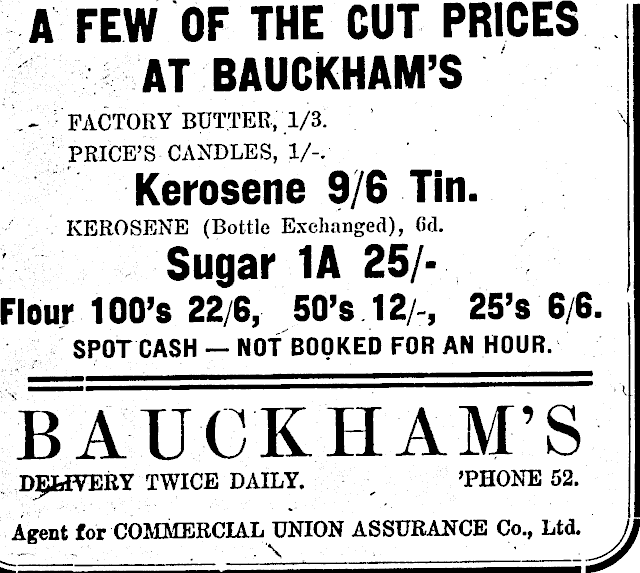 A FEW OF THE CUT PRICES
AT BAUCKHAM'S
FACTORY BUTTER, 1/3.
PRICE'S CANDLES, 1/-.
Kerosene 9/6 Tin.
KEROSENE (Bottle Exchanged), 6d.
Sugar 1A 25/-
Flour 100's 22/6, 50's 12/-, 25's 6/6.
SPOT CASH — NOT BOOKED FOR AN HOUR.
BAUCKHAM'S
DELIVERY TWICE DAILY. 'PHONE 52.
Agent for COMMERCIAL UNION ASSURANCE Co., Ltd.